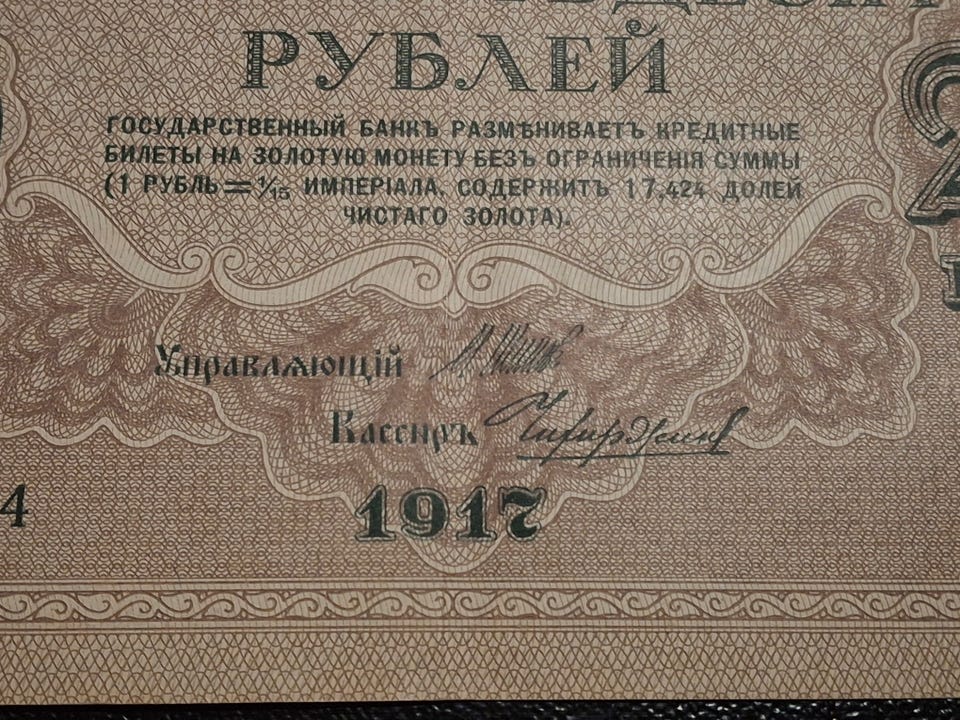 РУБЛЕЙ
ГОСУДАРСТВЕННЫЙ БАНКЪ РАЗМѢНИВАЕТЪ КРЕДИТНЫЕ
БИЛЕТЫ НА ЗОЛОТУЮ МОНЕТУ БЕЗЪ ОГРАНИЧЕНІЯ СУММЫ
(1 РУБЛЬ = 1/15 ИМПЕРІАЛА, СОДЕРЖИТЪ 17,424 ДОЛЕЙ
ЧИСТАГО ЗОЛОТА).
Управляющій
Кассиръ
4
1917